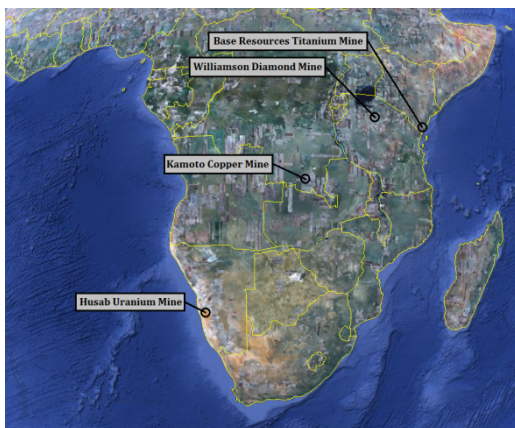 Base Resources Titanium Mine
Williamson Diamond Mine
Kamoto Copper Mine
Husab Uranium Mine